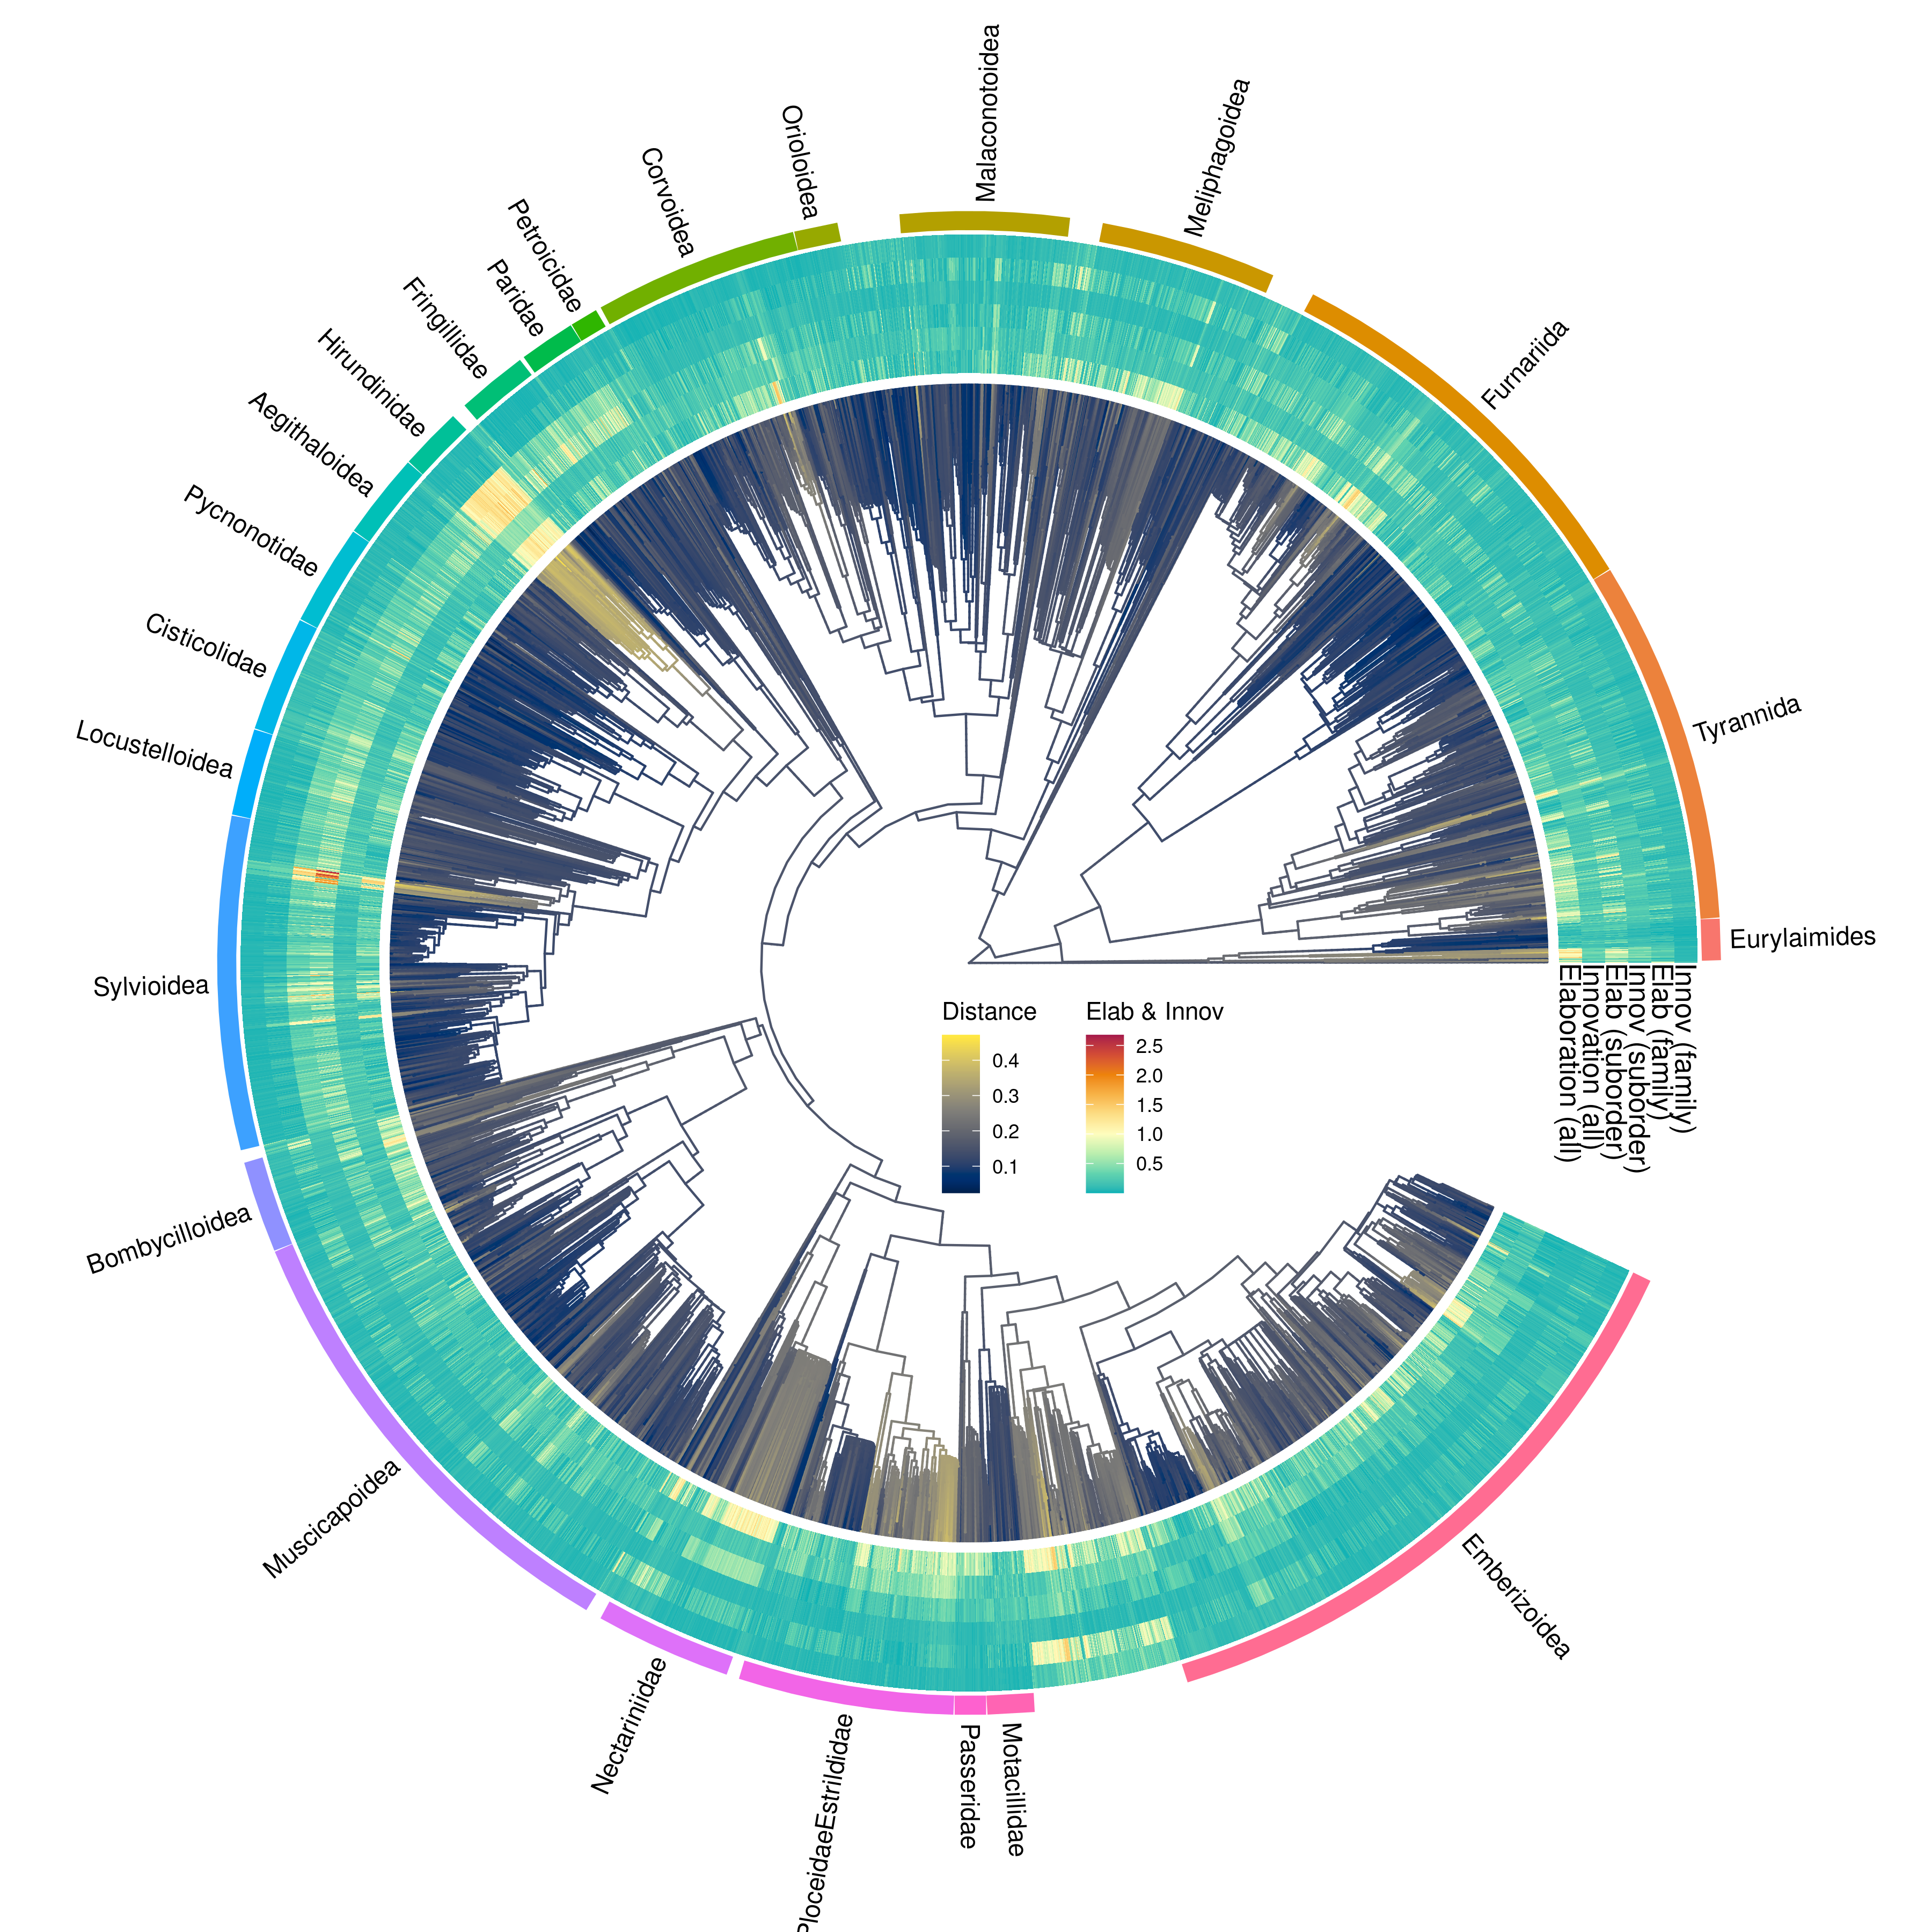 Malaconotoidea
Meliphagoidea
Orioloidea
Corvoidea
Petroicidae
Paridae
Fringillidae
Hirundinidae
Aegithaloidea
Pycnonotidae
Cisticolidae
Locustelloidea
Sylvioidea
Bombycilloidea
Muscicapoidea
Nectariniidae
PloceidaeEstrildidae
Passeridae
Motacillidae
Emberizoidea
Furnariida
Tyrannida
Eurylaimides
Elaboration (all)
Innovation (all)
Elab (suborder)
Innov (suborder)
Elab (family)
Innov (family)
Distance
0.4
0.3
0.2
0.1
Elab & Innov
2.5
2.0
1.5
1.0
0.5